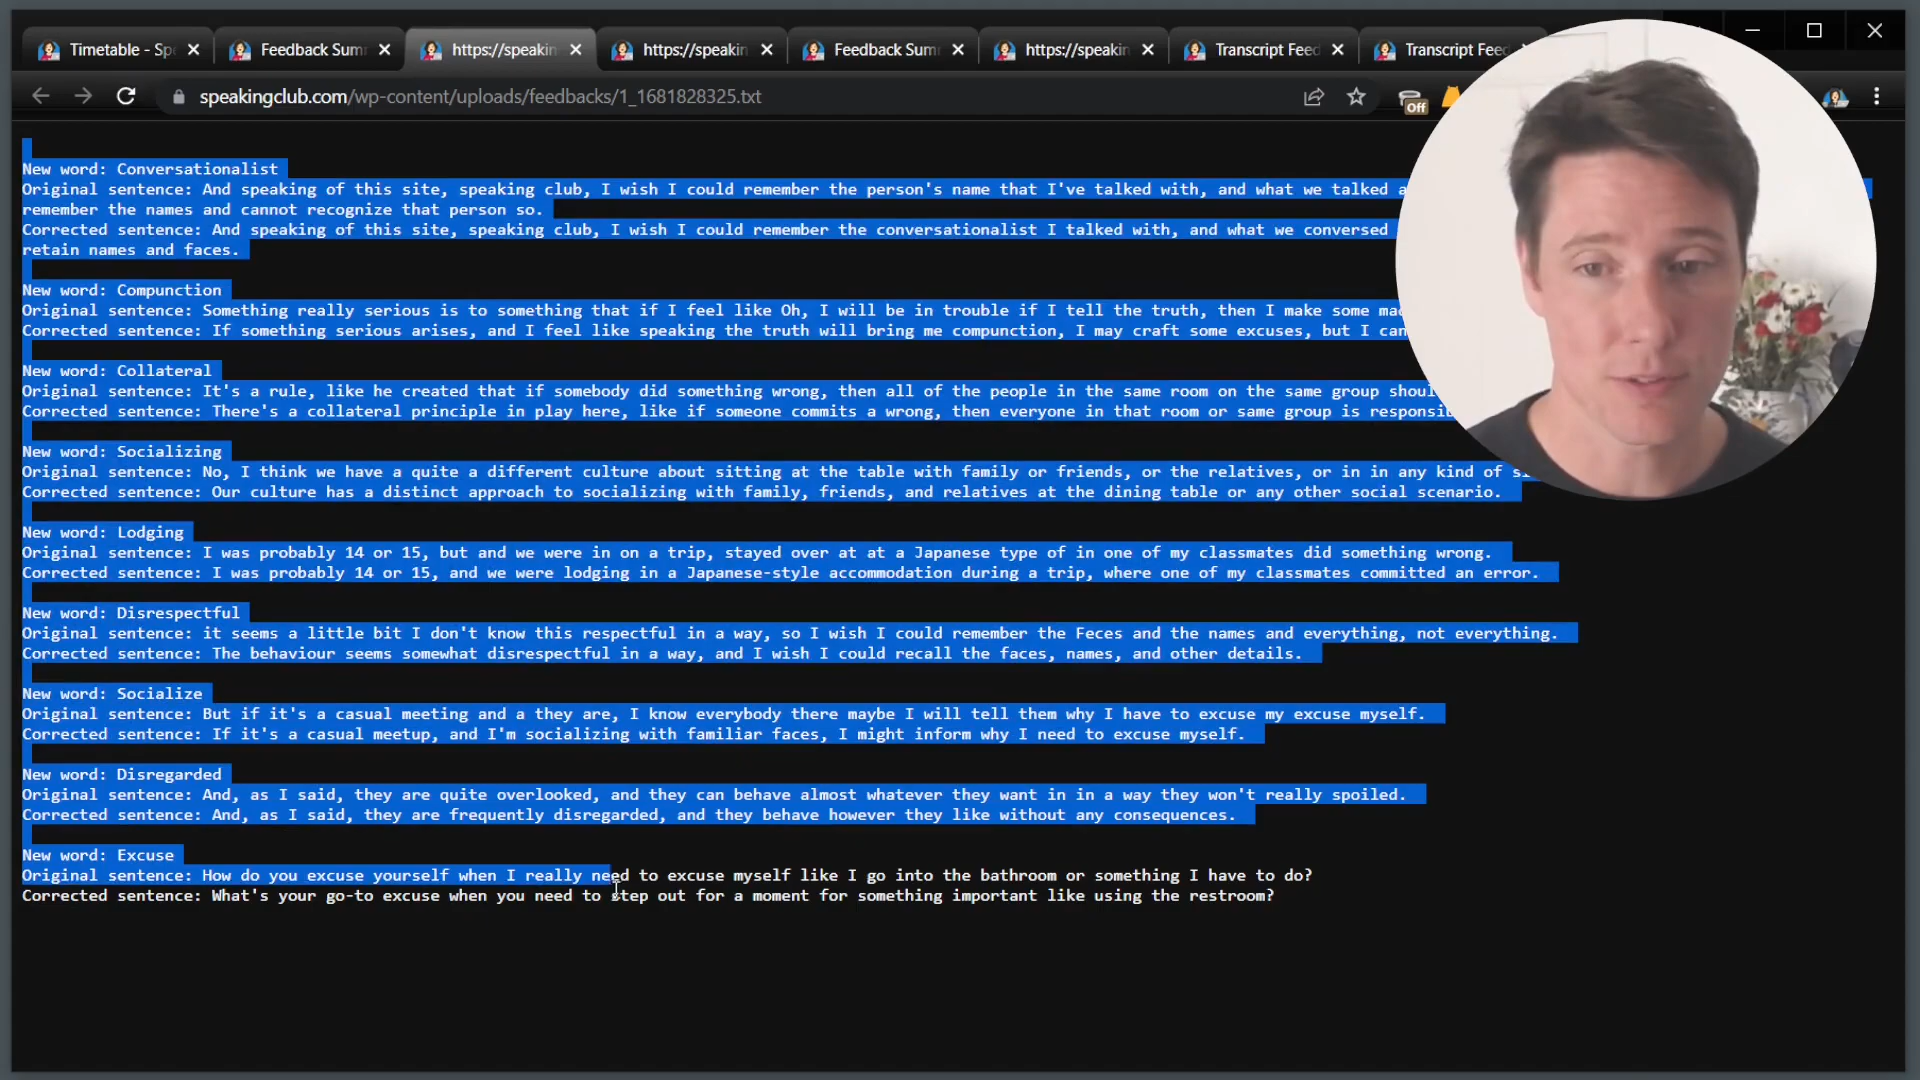 Timetable - Sp
Feedback Sum
https://speakin
https://speakin
Feedback Sum
https://speakin
Transcript Feed
Transcript Fee
speakingclub.com/wp-content/uploads/feedbacks/1_1681828325.txt
Off
New word: Conversationalist
Original sentence: And speaking of this site, speaking club, I wish I could remember the person's name that I've talked with, and what we talked a
remember the names and cannot recognize that person so.
Corrected sentence: And speaking of this site, speaking club, I wish I could remember the conversationalist I talked with, and what we conversed
retain names and faces.
New word: Compunction
Original sentence: Something really serious is to something that if I feel like Oh, I will be in trouble if I tell the truth, then I make some
Corrected sentence: If something serious arises, and I feel like speaking the truth will bring me compunction, I may craft some excuses, but I
New word: Collateral
Original sentence: It's a rule, like he created that if somebody did something wrong, then all of the people in the same room on the same group
Corrected sentence: There's a collateral principle in play here, like if someone commits a wrong, then everyone in that room or same group is
New word: Socializing
Original sentence: No, I think we have a quite a different culture about sitting at the table with family or friends, or the relatives, or in in any kind of
Corrected sentence: Our culture has a distinct approach to socializing with family, friends, and relatives at the dining table or any other social scenario.
New word: Lodging
Original sentence: I was probably 14 or 15, but and we were in on a trip, stayed over at at a Japanese type of in one of my classmates did something wrong.
Corrected sentence: I was probably 14 or 15, and we were lodging in a Japanese-style accommodation during a trip, where one of my classmates committed an error.
New word: Disrespectful
Original sentence: it seems a little bit I don't know this respectful in a way, so I wish I could remember the Feces and the names and everything, not everything.
Corrected sentence: The behaviour seems somewhat disrespectful in a way, and I wish I could recall the faces, names, and other details.
New word: Socialize
Original sentence: But if it's a casual meeting and a they are, I know everybody there maybe I will tell them why I have to excuse my excuse myself.
Corrected sentence: If it's a casual meetup, and I'm socializing with familiar faces, I might inform why I need to excuse myself.
New word: Disregarded
Original sentence: And, as I said, they are quite overlooked, and they can behave almost whatever they want in in a way they won't really spoiled.
Corrected sentence: And, as I said, they are frequently disregarded, and they behave however they like without any consequences.
New word: Excuse
Original sentence: How do you excuse yourself when I really need to excuse myself like I go into the bathroom or something I have to do?
Corrected sentence: What's your go-to excuse when you need to step out for a moment for something important like using the restroom?